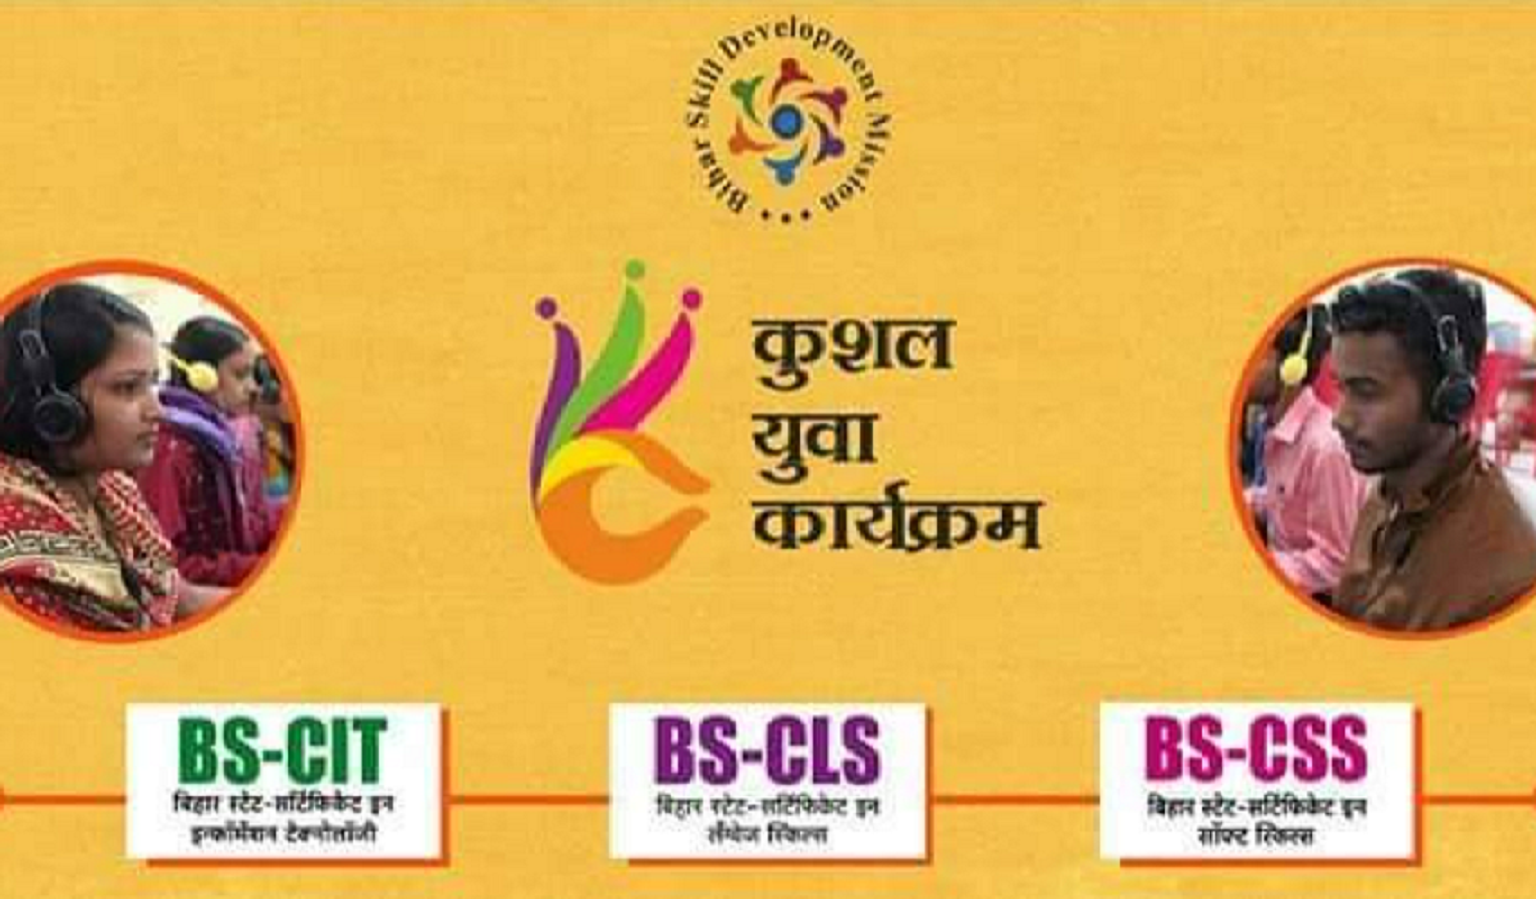 Bihar Skill Development Mission
कुशल
युवा
कार्यक्रम
BS-CIT
बिहार स्टेट-सर्टिफिकेट इन
इन्फॉर्मेशन टेक्नोलॉजी
BS-CLS
बिहार स्टेट-सर्टिफिकेट इन
लैंग्वेज स्किल्स
BS-CSS
बिहार स्टेट-सर्टिफिकेट इन
सॉफ्ट स्किल्स